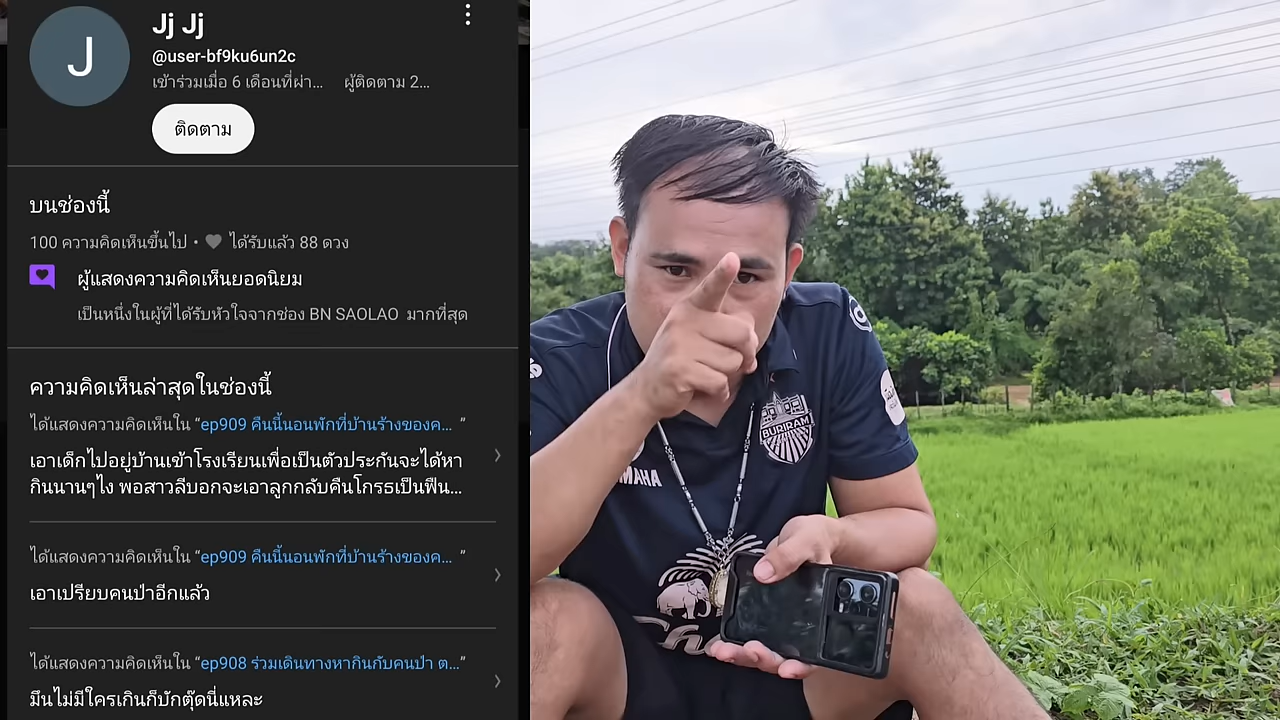 Jj Jj
@user-bf9ku6un2c
เข้าร่วมเมื่อ 6 เดือนที่ผ่า... ผู้ติดตาม 2...
ติดตาม
บนช่องนี้
100 ความคิดเห็นขึ้นไป • ได้รับแล้ว 88 ดวง
ผู้แสดงความคิดเห็นยอดนิยม
เป็นหนึ่งในผู้ที่ได้รับหัวใจจากช่อง BN SAOLAO มากที่สุด
ความคิดเห็นล่าสุดในช่องนี้
ได้แสดงความคิดเห็นใน “ep909 คืนนี้นอนพักที่บ้านร้างของค... ”
เอาเด็กไปอยู่บ้านเข้าโรงเรียนเพื่อเป็นตัวประกันจะได้หา
กินนานๆไง พอสาวลีบอกจะเอาลูกกลับคืนโกรธเป็นฟืน...
ได้แสดงความคิดเห็นใน “ep909 คืนนี้นอนพักที่บ้านร้างของค... ”
เอาเปรียบคนป่าอีกแล้ว
ได้แสดงความคิดเห็นใน “ep908 ร่วมเดินทางหากินกับคนป่า ต...”
มึนไม่มีใครเกินก็บักตุ๊ดนี่แหละ
J
BURIRAM
MAHA